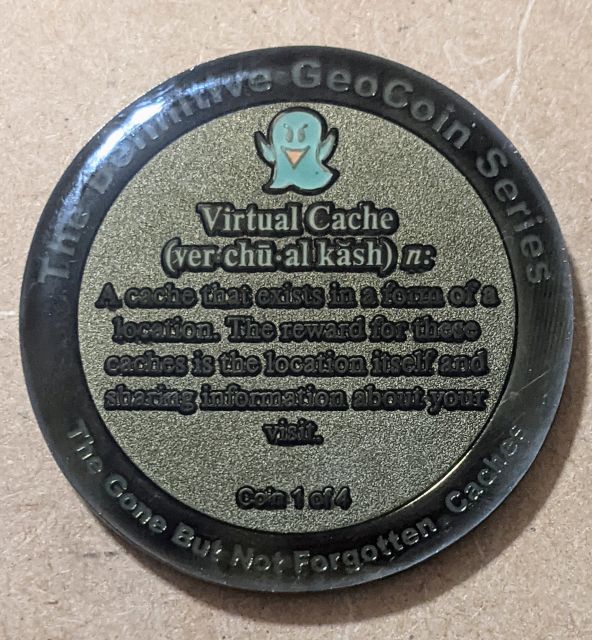 The Definitive GeoCoin Series
Virtual Cache
(ver·chū·al kăsh) n:
A cache that exists in a form of a
location. The reward for these
caches is the location itself and
sharing information about your
visit.
Coin 1 of 4
The Gone But Not Forgotten Caches